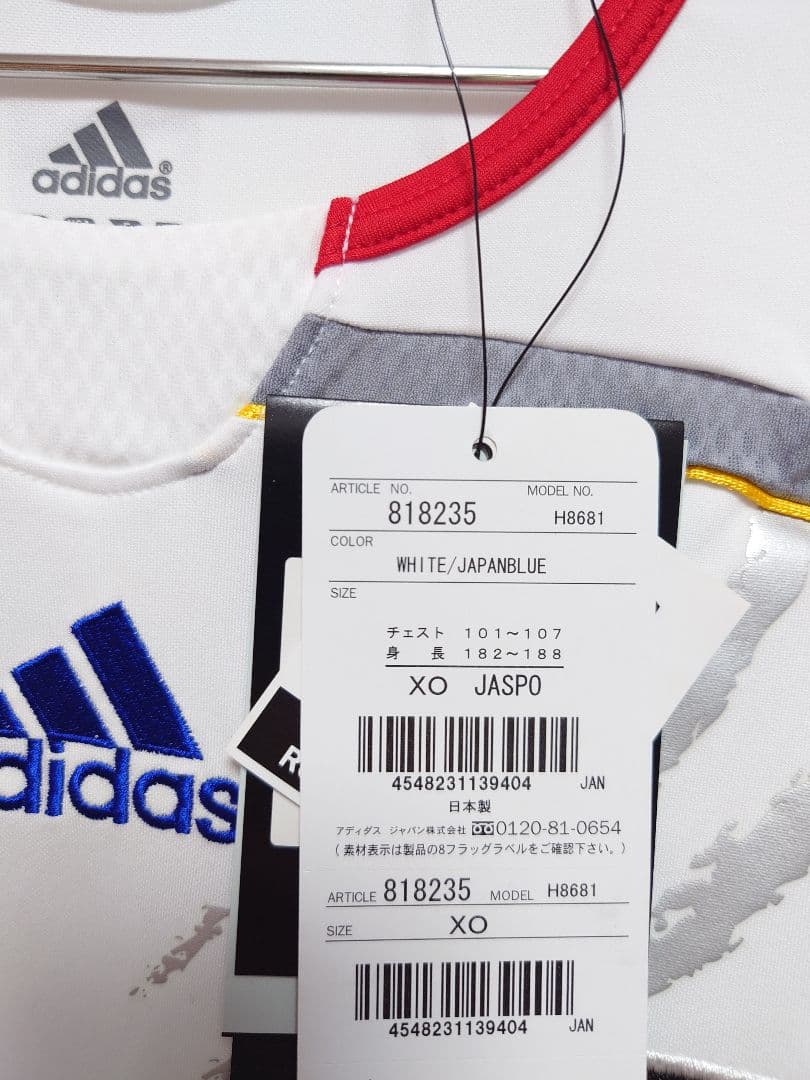 adidas®
ARTICLE NO. MODEL NO.
818235 H8681
COLOR
WHITE/JAPANBLUE
SIZE
チェスト 101～107
身 長 182～188
XO JASPO
4548231139404 JAN
日本製
アディダス ジャパン株式会社 0120-81-0654
(素材表示は製品の8フラッグラベルをご確認下さい。)
ARTICLE 818235 MODEL H8681
SIZE XO
4548231139404 JAN
adidas